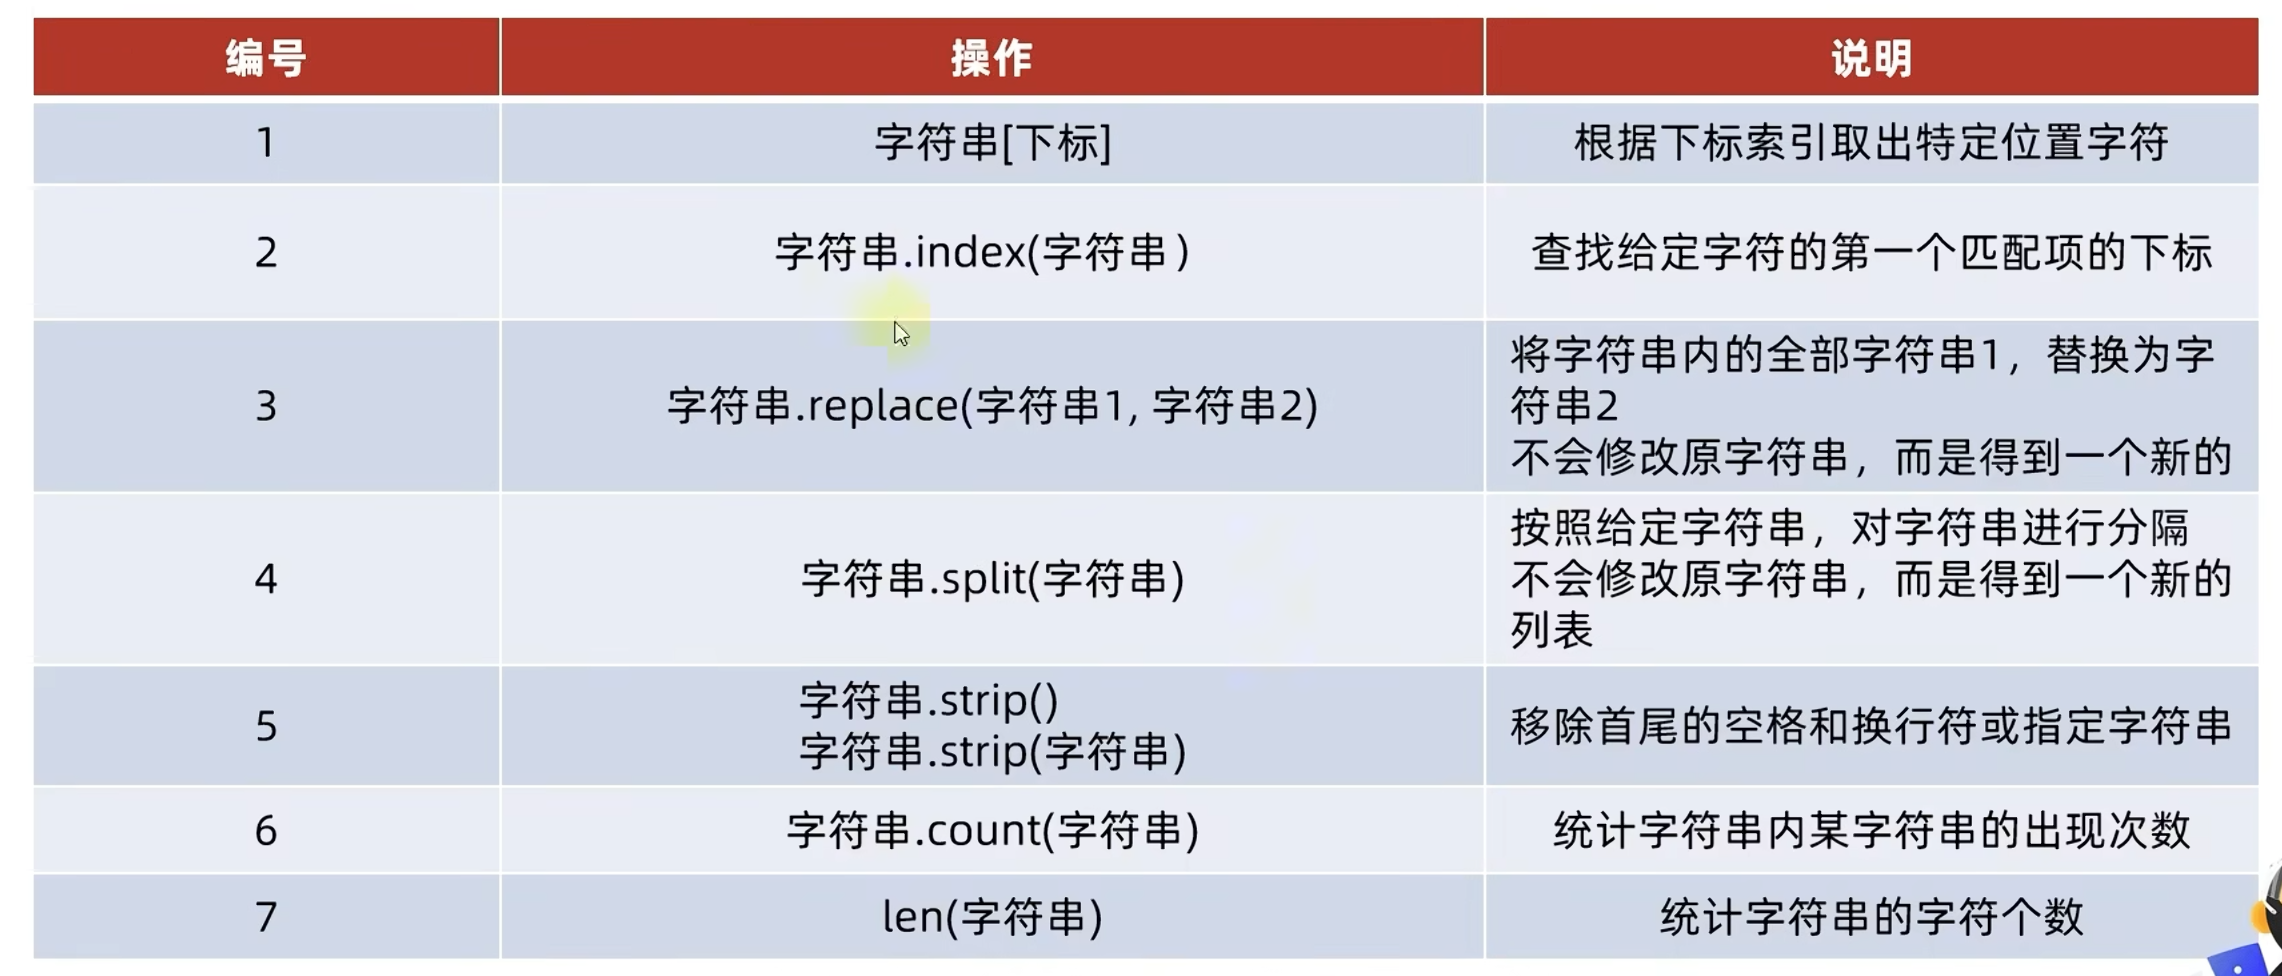 编号 操作 说明
1 字符串[下标] 根据下标索引取出特定位置字符
2 字符串.index(字符串) 查找给定字符的第一个匹配项的下标
3 字符串.replace(字符串1, 字符串2) 将字符串内的全部字符串1，替换为字
符串2
不会修改原字符串，而是得到一个新的
4 字符串.split(字符串) 按照给定字符串，对字符串进行分隔
不会修改原字符串，而是得到一个新的
列表
5 字符串.strip()
字符串.strip(字符串) 移除首尾的空格和换行符或指定字符串
6 字符串.count(字符串) 统计字符串内某字符串的出现次数
7 len(字符串) 统计字符串的字符个数